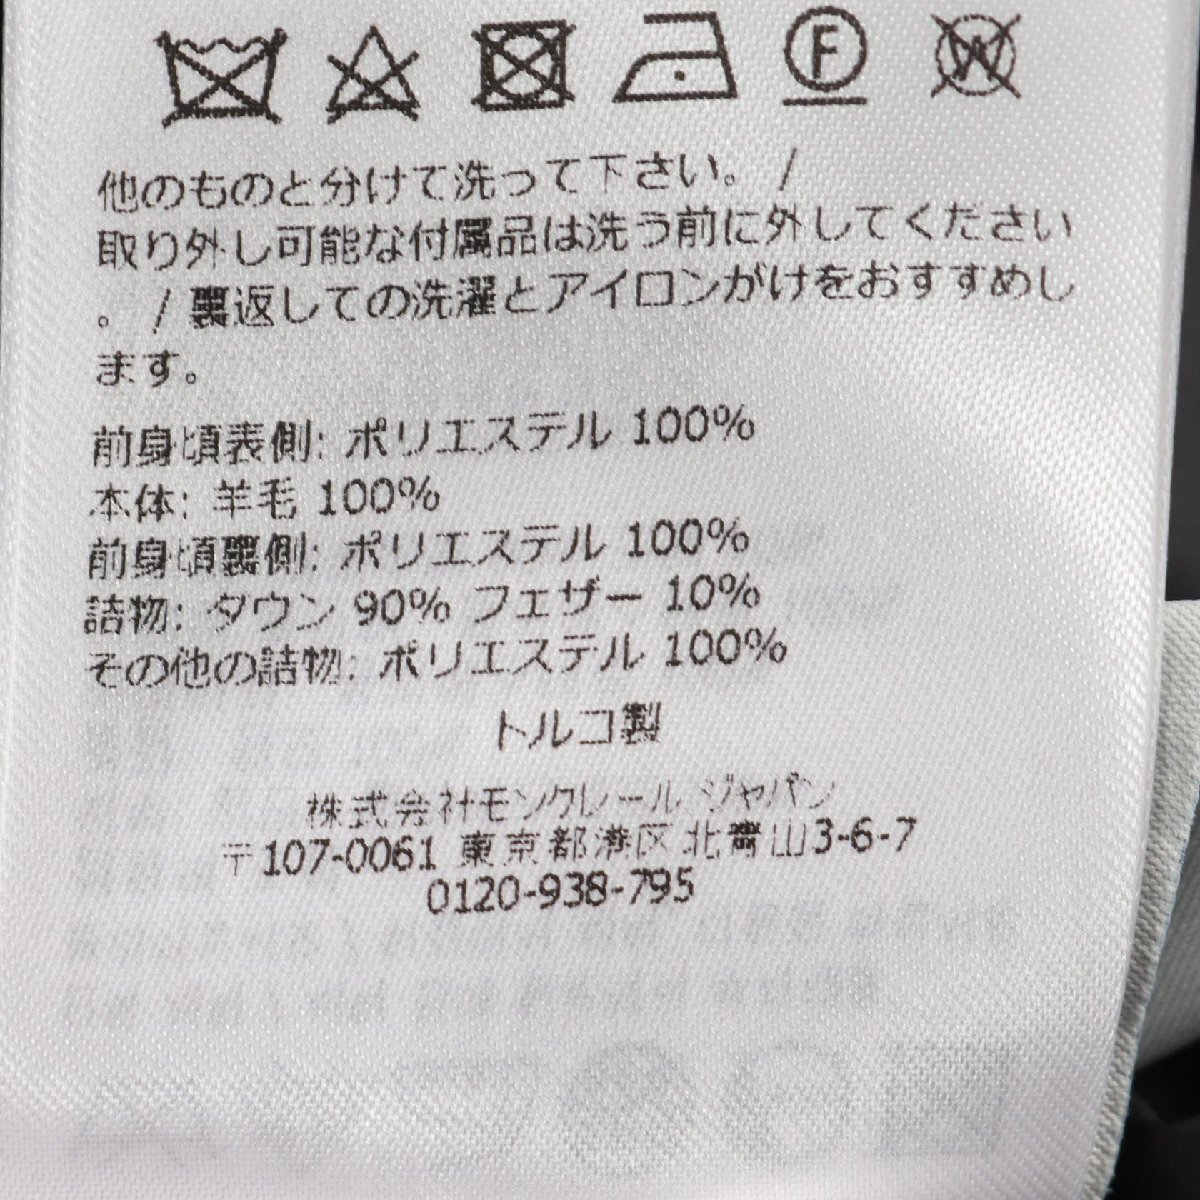 F W
他のものと分けて洗って下さい。 /
取り外し可能な付属品は洗う前に外してください
。 / 裏返しての洗濯とアイロンがけをおすすめし
ます。
前身頃表側: ポリエステル 100%
本体: 羊毛 100%
前身頃裏側: ポリエステル 100%
詰物: ダウン 90% フェザー 10%
その他の詰物: ポリエステル 100%
トルコ製
株式会社モンクレール ジャパン
〒107-0061 東京都港区北青山3-6-7
0120-938-795